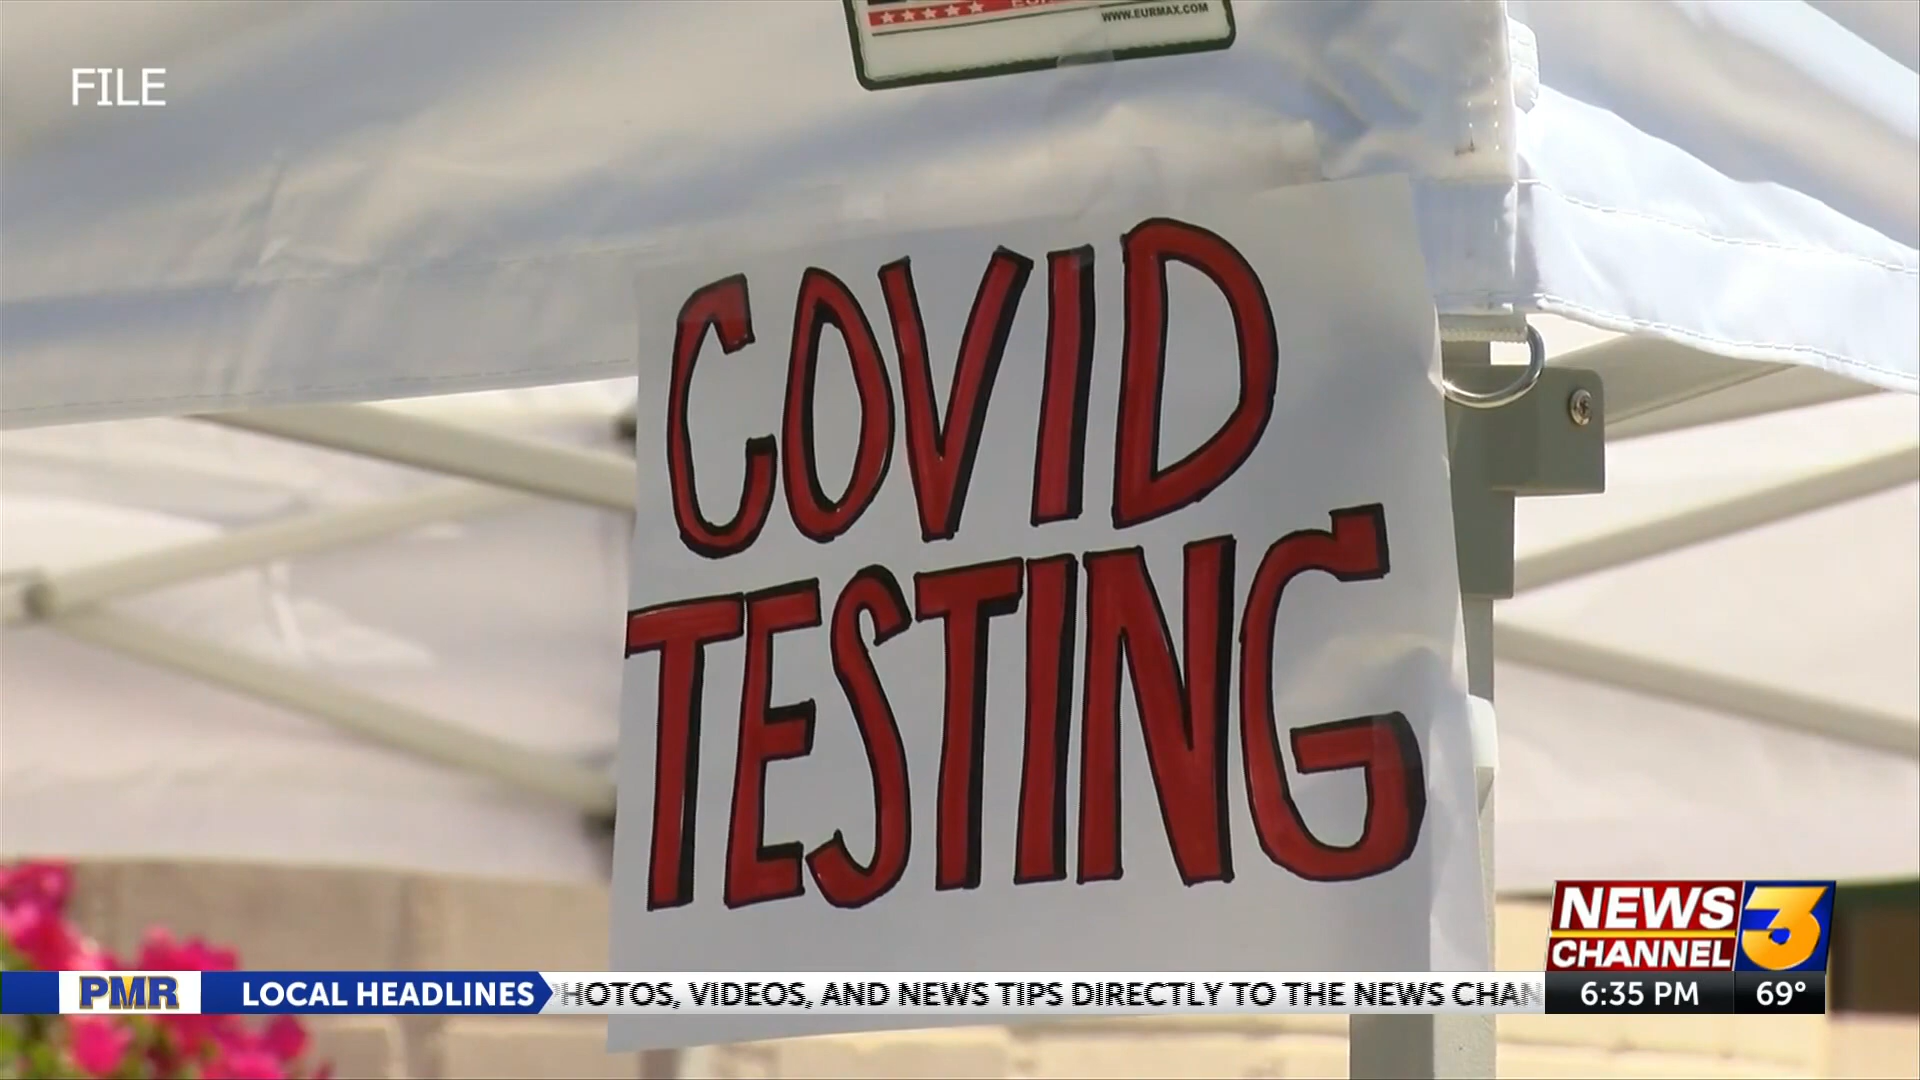 WWW.EURMAX.COM
FILE
COVID
TESTING
NEWS
CHANNEL 3
PMR LOCAL HEADLINES PHOTOS, VIDEOS, AND NEWS TIPS DIRECTLY TO THE NEWS CHAN
6:35 PM 69°